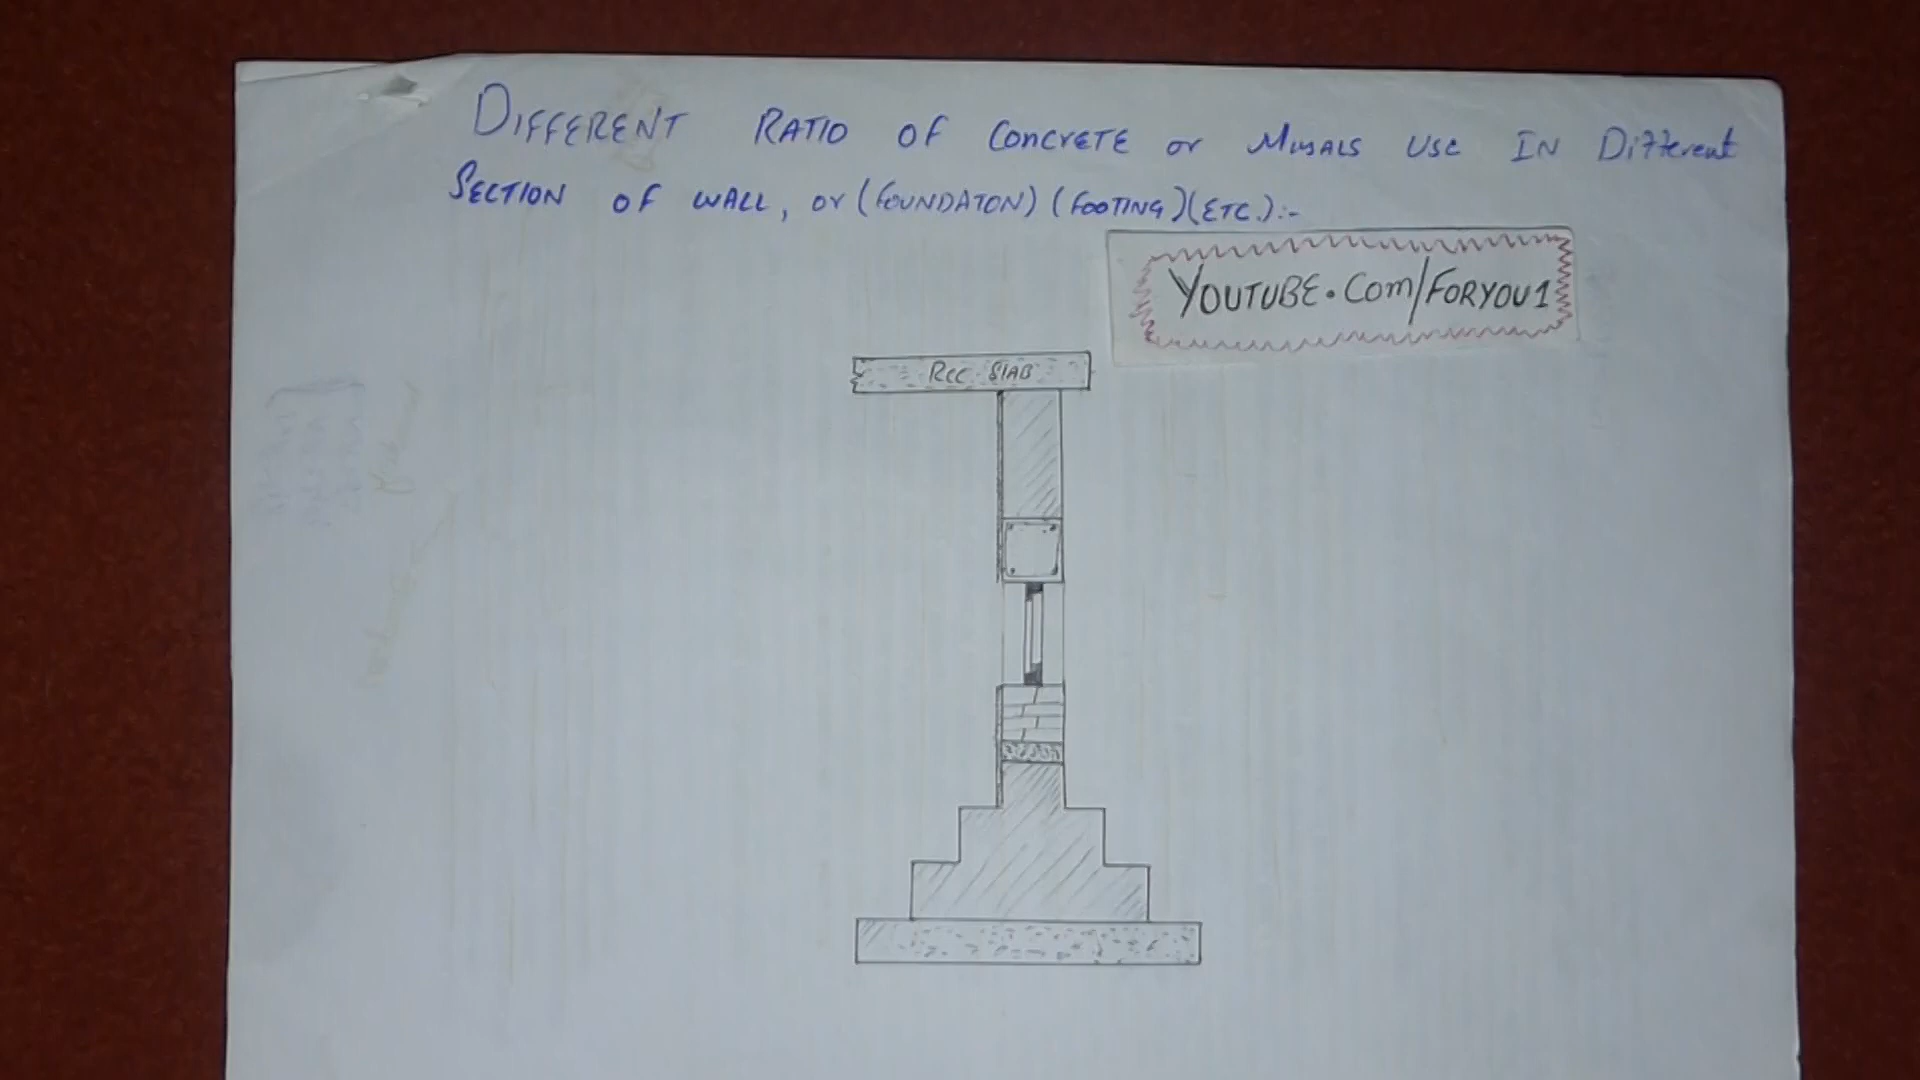 DIFFERENT RATIO OF CONCRETE or MUSALS USE IN Different
SECTION OF WALL, or (FOUNDATON) (FOOTING)(ETC.):-
YOUTUBE.COM/FORYOU1
RCC SLAB